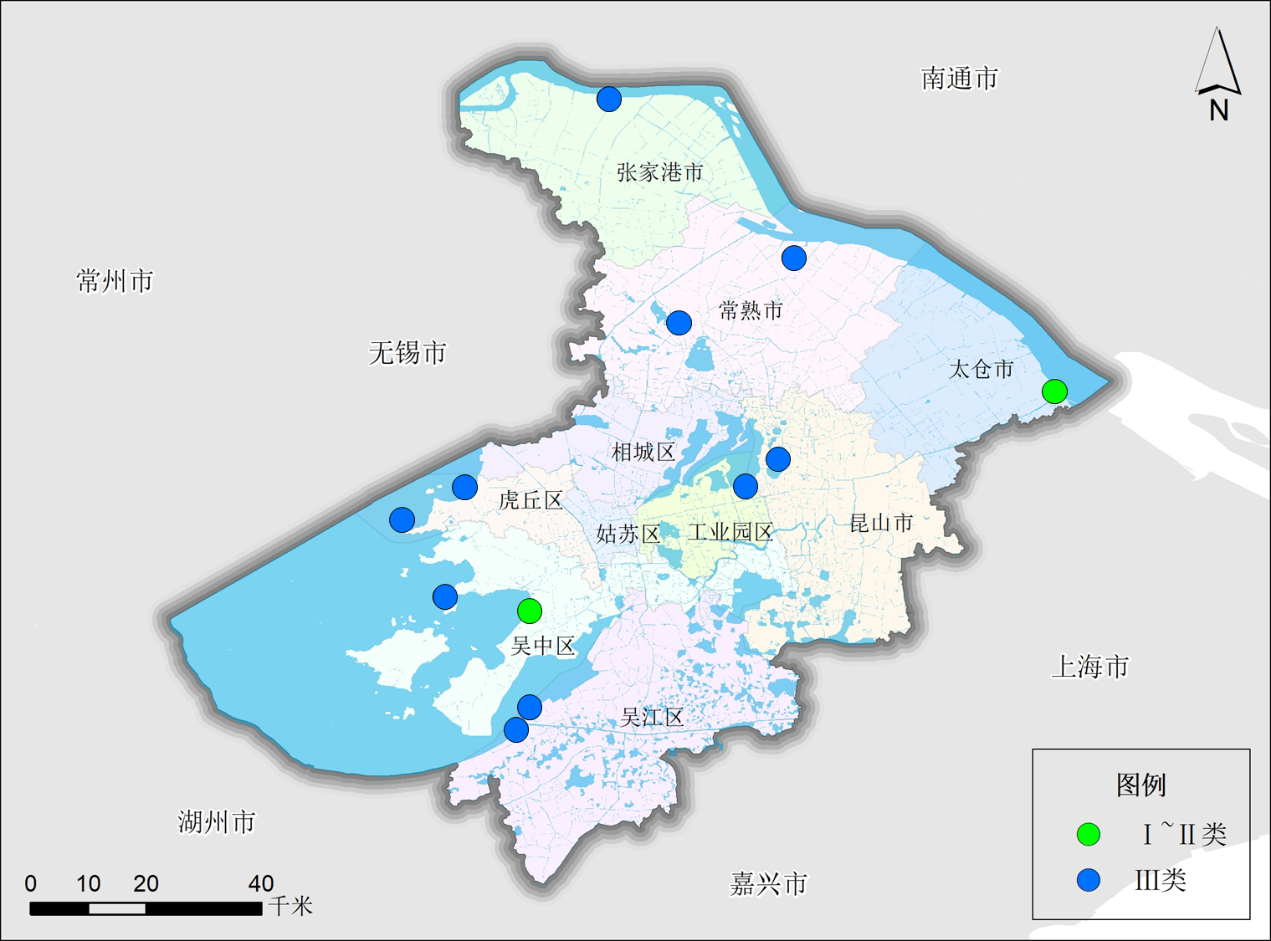 南通市
N
张家港市
常州市
常熟市
无锡市
太仓市
相城区
虎丘区
昆山市
姑苏区
工业园区
吴中区
上海市
吴江区
图例
湖州市
Ⅰ~Ⅱ类
Ⅲ类
嘉兴市
0 10 20 40
千米